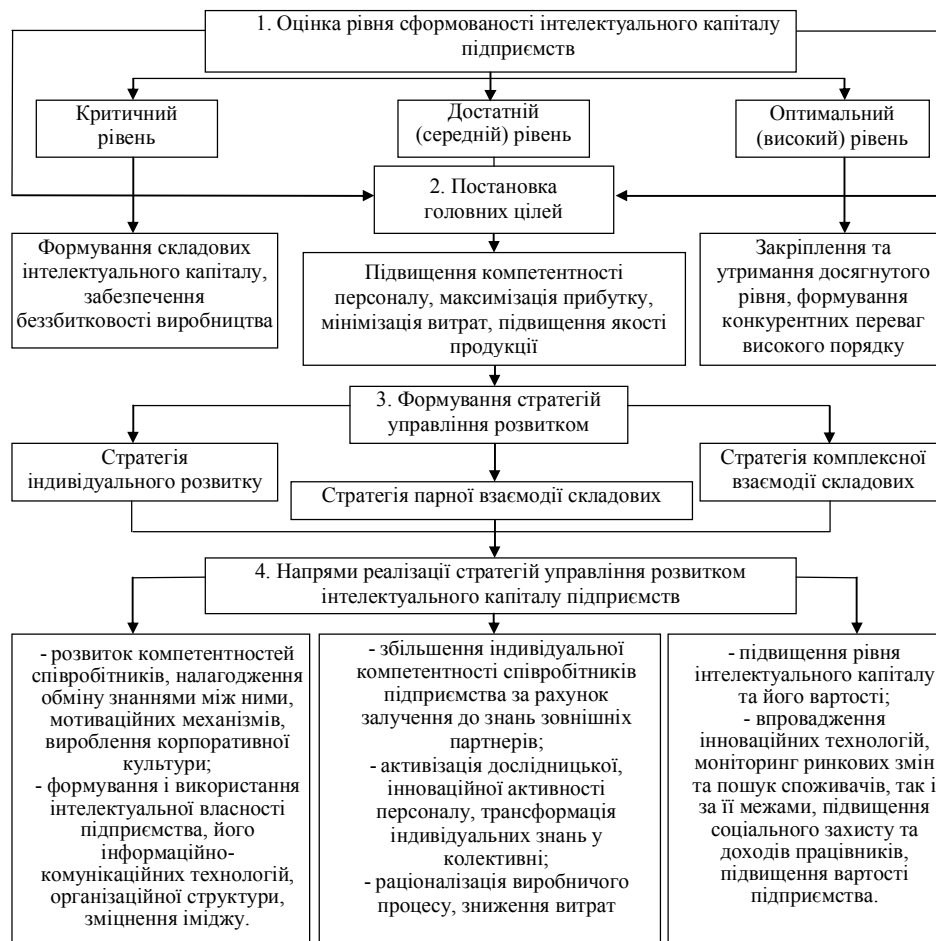 1. Оцінка рівня сформованості інтелектуального капіталу
підприємств
Критичний
рівень
Достатній
(середній) рівень
Оптимальний
(високий) рівень
2. Постановка
головних цілей
Формування складових
інтелектуального капіталу,
забезпечення
беззбитковості виробництва
Підвищення компетентності
персоналу, максимізація прибутку,
мінімізація витрат, підвищення якості
продукції
Закріплення та
утримання досягнутого
рівня, формування
конкурентних переваг
високого порядку
3. Формування стратегій
управління розвитком
Стратегія
індивідуального розвитку
Стратегія парної взаємодії складових
Стратегія комплексної
взаємодії складових
4. Напрями реалізації стратегій управління розвитком
інтелектуального капіталу підприємств
- розвиток компетентностей
співробітників, налагодження
обміну знаннями між ними,
мотиваційних механізмів,
вироблення корпоративної
культури;
- формування і використання
інтелектуальної власності
підприємства, його
інформаційно-
комунікаційних технологій,
організаційної структури,
зміцнення іміджу.
- збільшення індивідуальної
компетентності співробітників
підприємства за рахунок
залучення до знань зовнішніх
партнерів;
- активізація дослідницької,
інноваційної активності
персоналу, трансформація
індивідуальних знань у
колективні;
- раціоналізація виробничого
процесу, зниження витрат
- підвищення рівня
інтелектуального капіталу
та його вартості;
- впровадження
інноваційних технологій,
моніторинг ринкових змін
та пошук споживачів, так і
за її межами, підвищення
соціального захисту та
доходів працівників,
підвищення вартості
підприємства.